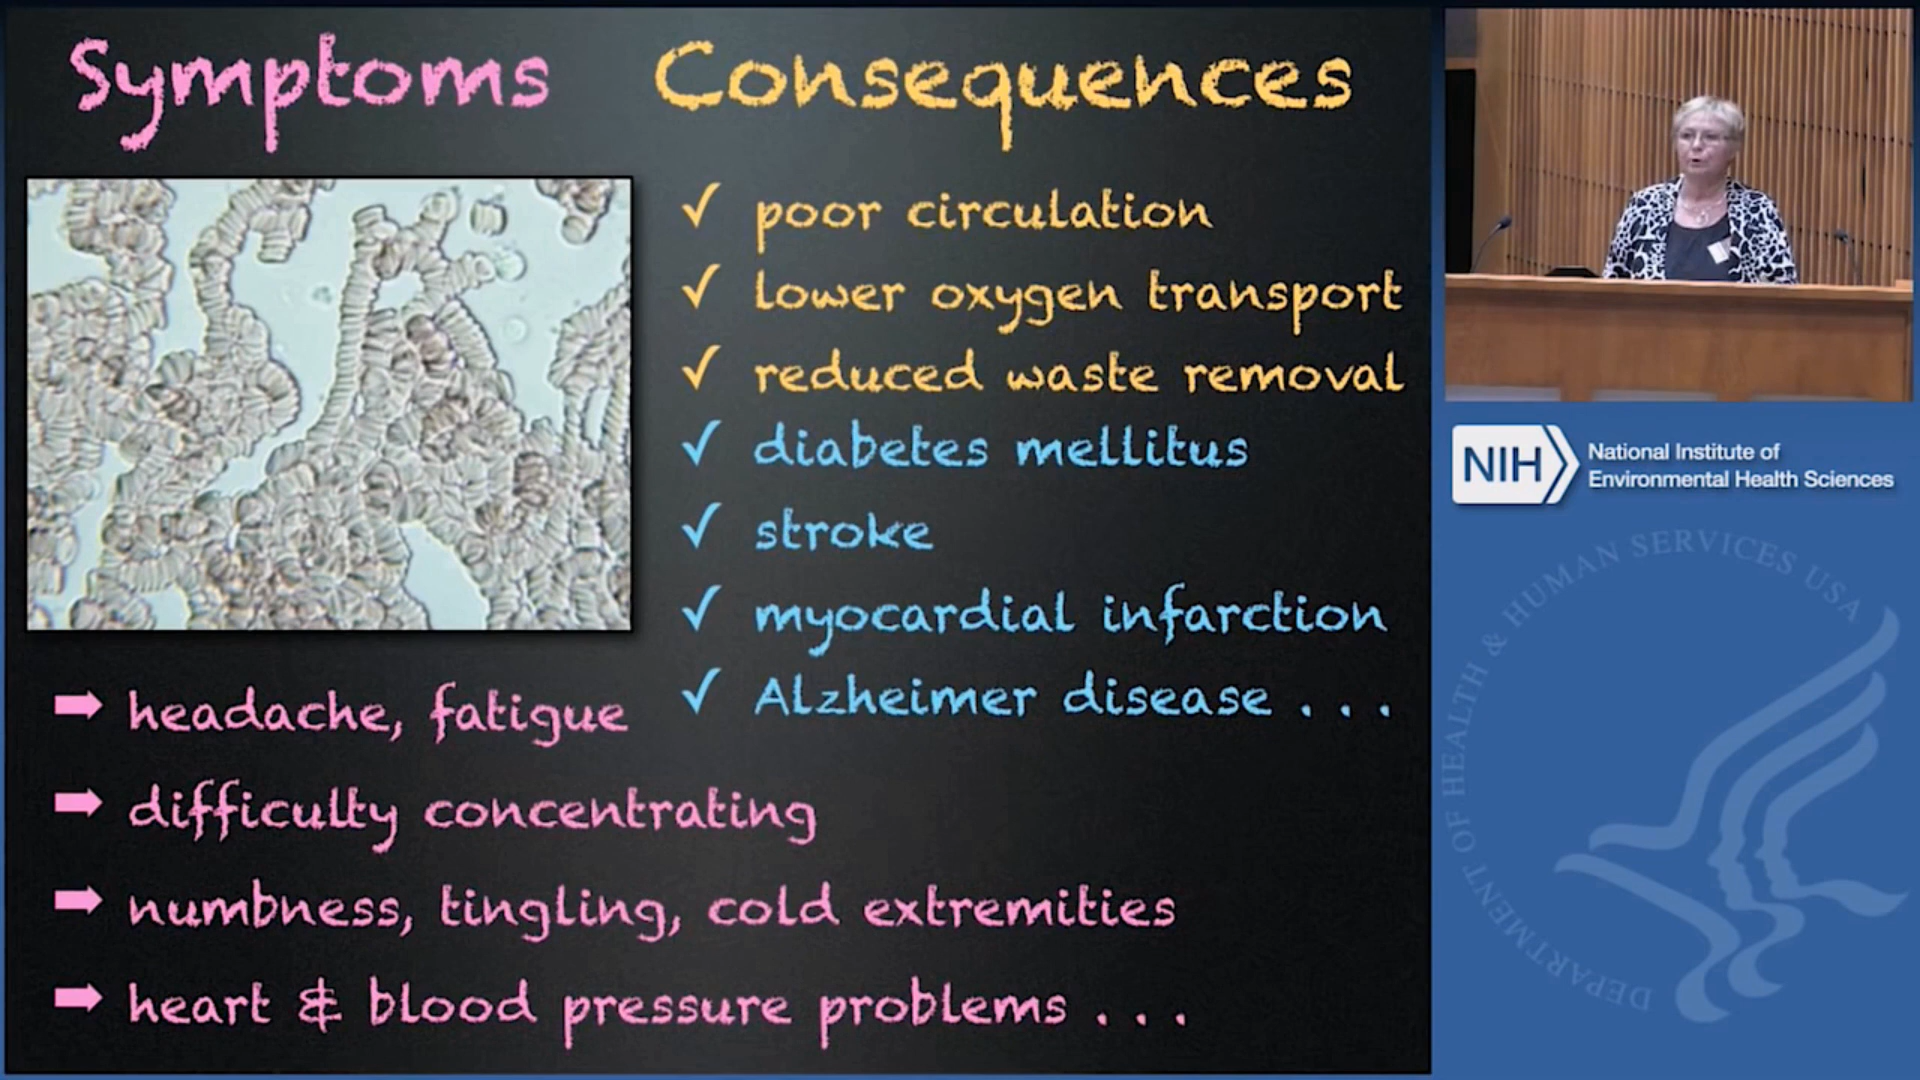 Symptoms
Consequences
✓ poor circulation
✓ lower oxygen transport
✓ reduced waste removal
✓ diabetes mellitus
✓ stroke
✓ myocardial infarction
✓ Alzheimer disease . . .
➡ headache, fatigue
➡ difficulty concentrating
➡ numbness, tingling, cold extremities
➡ heart & blood pressure problems . . .
NIH
National Institute of
Environmental Health Sciences
DEPARTMENT OF HEALTH & HUMAN SERVICES USA